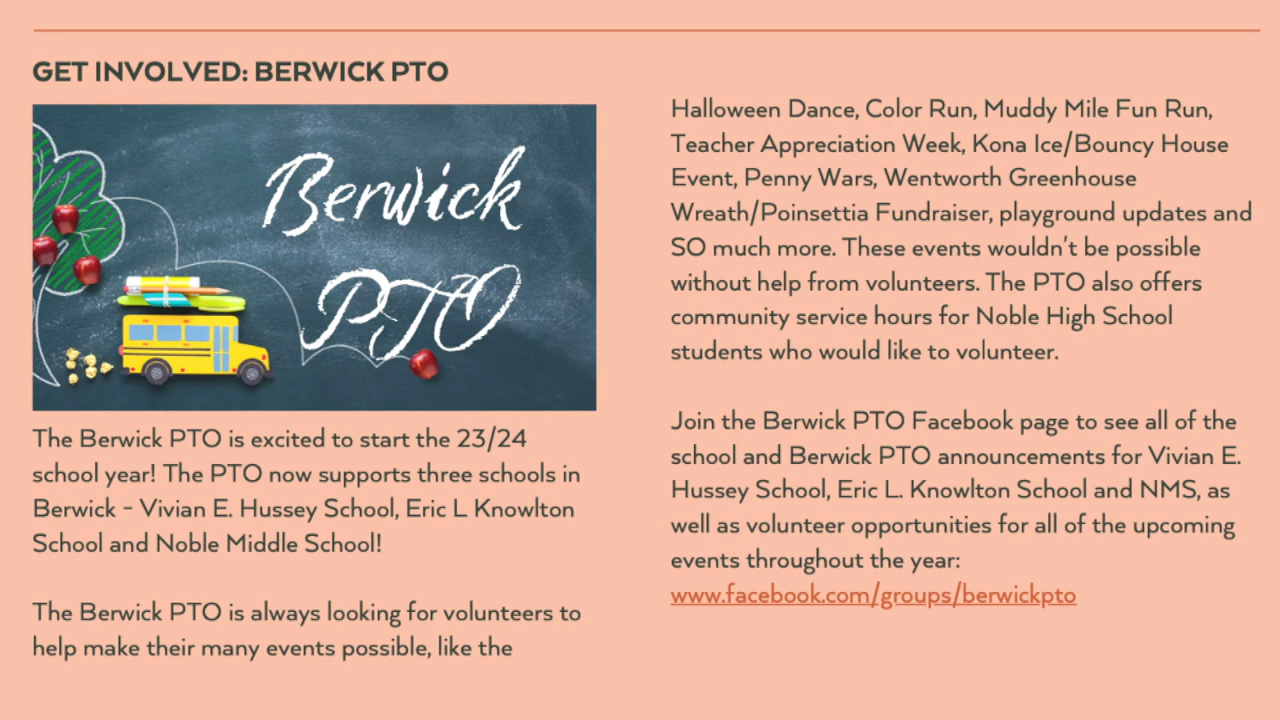 GET INVOLVED: BERWICK PTO
Berwick
PTO
The Berwick PTO is excited to start the 23/24
school year! The PTO now supports three schools in
Berwick - Vivian E. Hussey School, Eric L Knowlton
School and Noble Middle School!
The Berwick PTO is always looking for volunteers to
help make their many events possible, like the
Halloween Dance, Color Run, Muddy Mile Fun Run,
Teacher Appreciation Week, Kona Ice/Bouncy House
Event, Penny Wars, Wentworth Greenhouse
Wreath/Poinsettia Fundraiser, playground updates and
SO much more. These events wouldn't be possible
without help from volunteers. The PTO also offers
community service hours for Noble High School
students who would like to volunteer.
Join the Berwick PTO Facebook page to see all of the
school and Berwick PTO announcements for Vivian E.
Hussey School, Eric L. Knowlton School and NMS, as
well as volunteer opportunities for all of the upcoming
events throughout the year:
www.facebook.com/groups/berwickpto